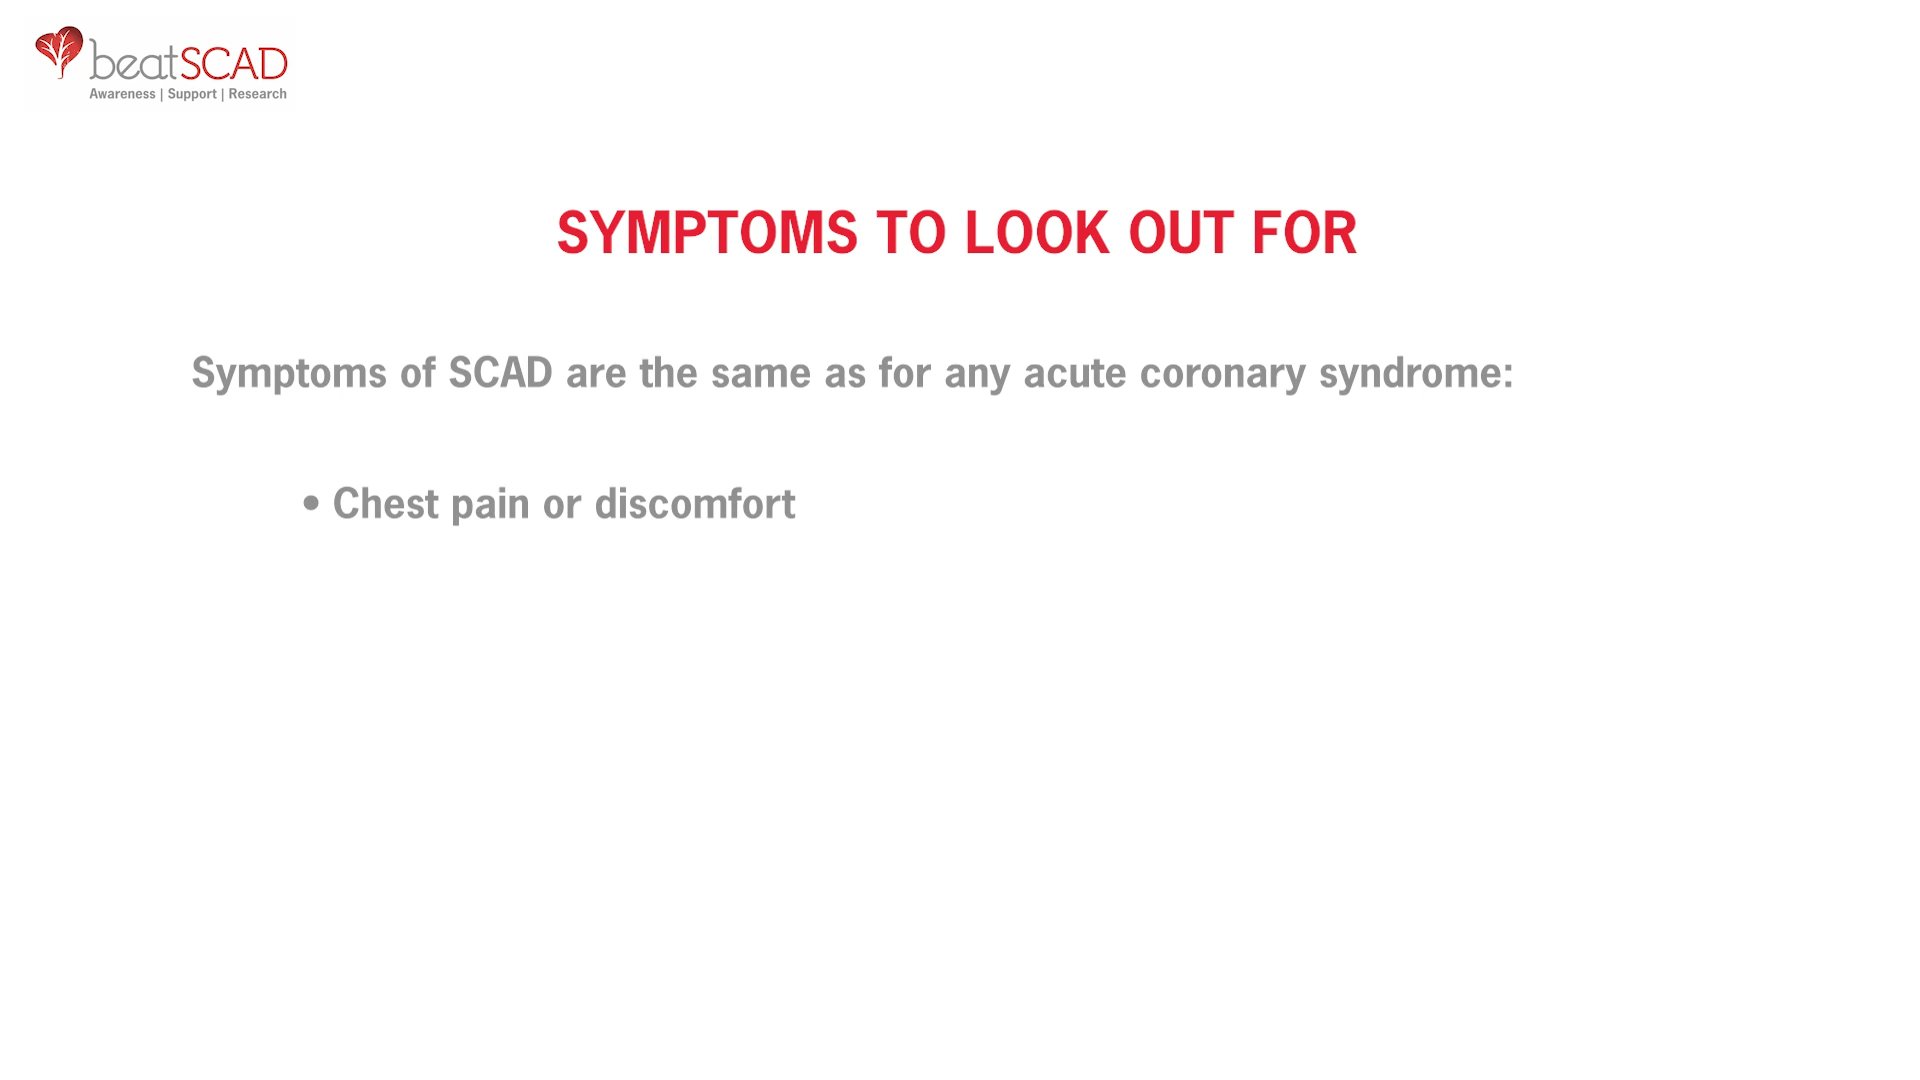 beatSCAD
Awareness | Support | Research
SYMPTOMS TO LOOK OUT FOR
Symptoms of SCAD are the same as for any acute coronary syndrome:
• Chest pain or discomfort